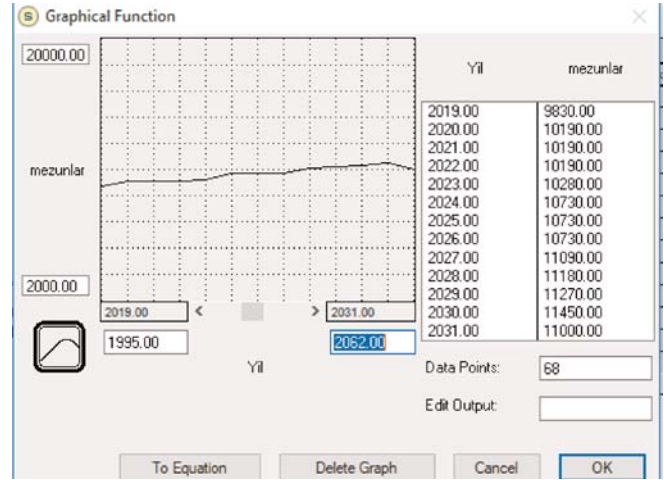 S Graphical Function
20000.00
mezunlar
2000.00
2019.00 < > 2031.00
1995.00 2062.00
Yil
Yil mezunlar
2019.00 9830.00
2020.00 10190.00
2021.00 10190.00
2022.00 10190.00
2023.00 10280.00
2024.00 10730.00
2025.00 10730.00
2026.00 10730.00
2027.00 11090.00
2028.00 11180.00
2029.00 11270.00
2030.00 11450.00
2031.00 11000.00
Data Points: 68
Edit Output:
To Equation Delete Graph Cancel OK